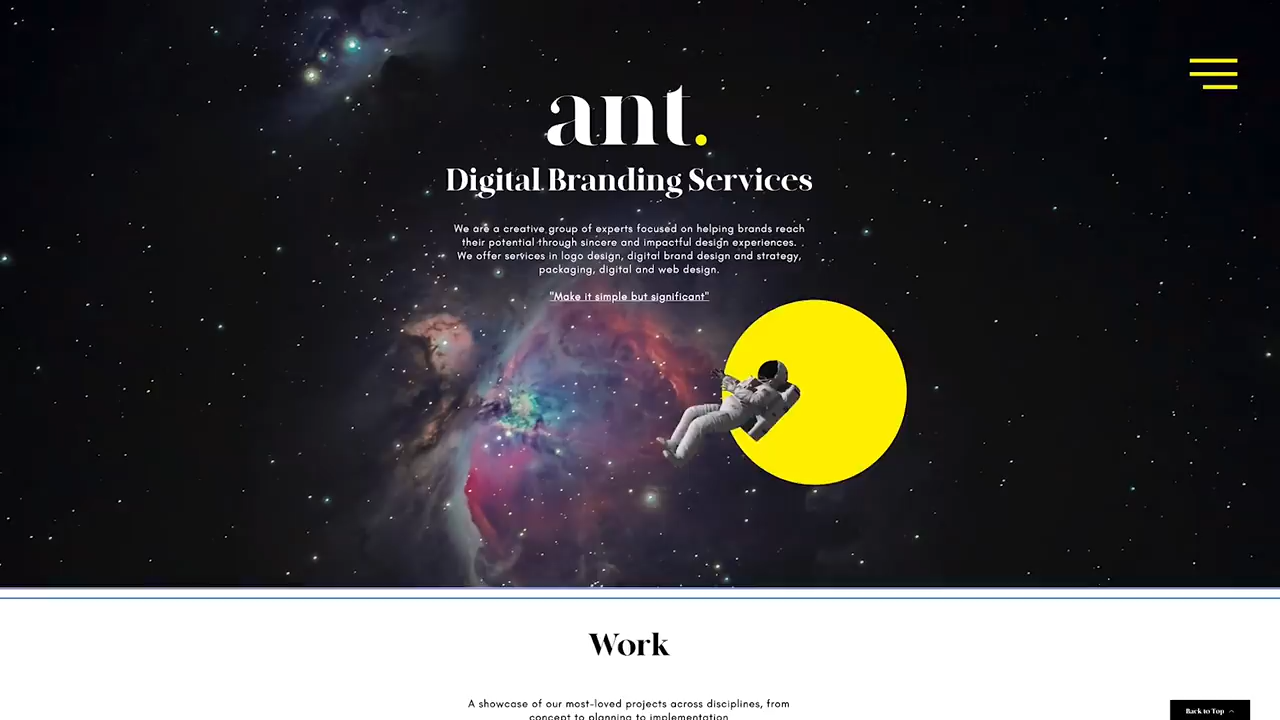 ant.
Digital Branding Services
We are a creative group of experts focused on helping brands reach
their potential through sincere and impactful design experiences.
We offer services in logo design, digital brand design and strategy,
packaging, digital and web design.
"Make it simple but significant"
Work
A showcase of our most-loved projects across disciplines, from
concept to planning to implementation
Back to Top